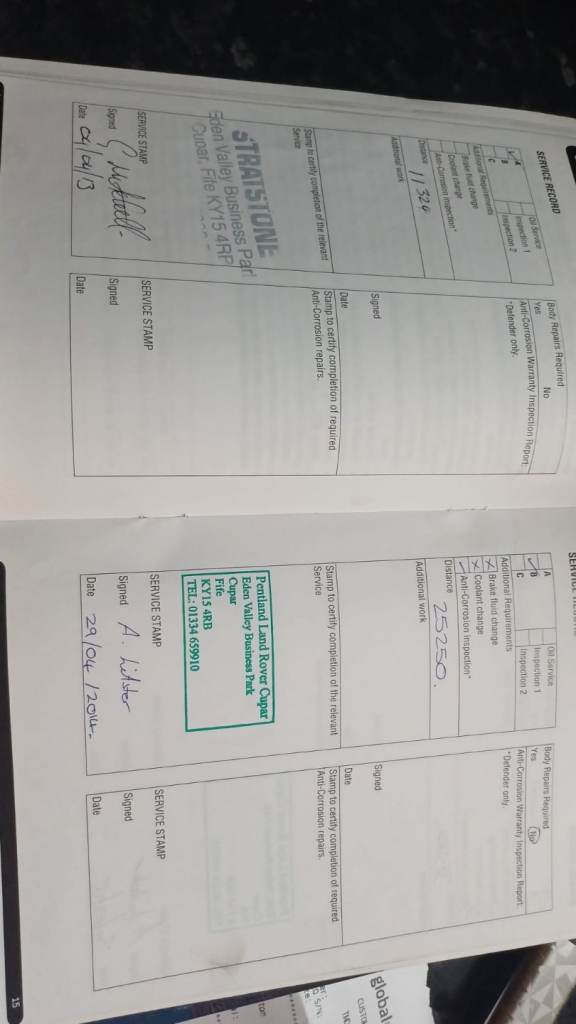 SERVICE RECORD
A Oil Service
B Inspection 1
C Inspection 2
Additional Requirements
Brake fluid change
Coolant change
Anti-Corrosion Inspection*
Distance 11324
Additional work
Stamp to certify completion of the relevant
Service
STRATSTONE
Eden Valley Business Par
Cupar, Fife KY15 4RP
SERVICE STAMP
Signed
Date 04/04/13
Body Repairs Required
Yes No
Anti-Corrosion Warranty Inspection Report
*Defender only.
Signed
Date
Stamp to certify completion of required
Anti-Corrosion repairs.
SERVICE STAMP
Signed
Date
A Oil Service
B Inspection 1
C Inspection 2
Additional Requirements
Brake fluid change
Coolant change
Anti-Corrosion Inspection*
Distance 25250.
Additional work
Stamp to certify completion of the relevant
Service
Pentland Land Rover Cupar
Eden Valley Business Park
Cupar
Fife
KY15 4RB
TEL: 01334 659910
SERVICE STAMP
Signed A. Lister
Date 29/04/2014.
Body Repairs Required
Yes No
Anti-Corrosion Warranty Inspection Report
*Defender only.
Signed
Date
Stamp to certify completion of required
Anti-Corrosion repairs.
SERVICE STAMP
Signed
Date
15
global